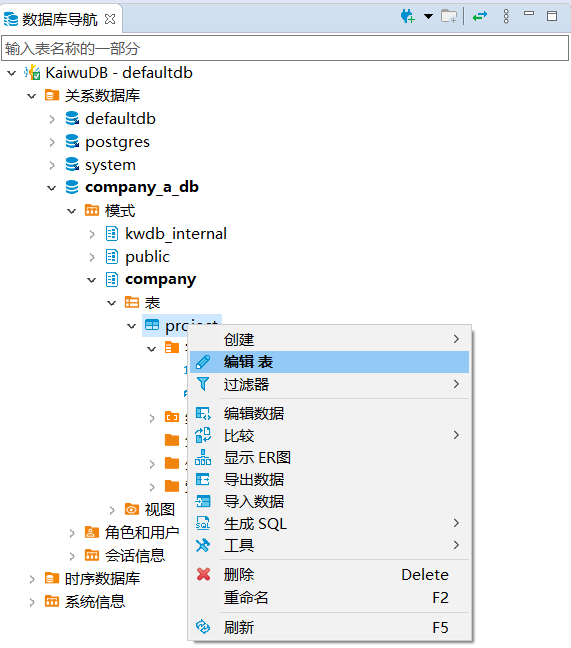 数据库导航
输入表名称的一部分
KaiwuDB - defaultdb
关系数据库
defaultdb
postgres
system
company_a_db
模式
kwdb_internal
public
company
表
project
创建
编辑 表
过滤器
编辑数据
比较
显示 ER图
导出数据
导入数据
生成 SQL
工具
删除 Delete
重命名 F2
刷新 F5
视图
角色和用户
会话信息
时序数据库
系统信息